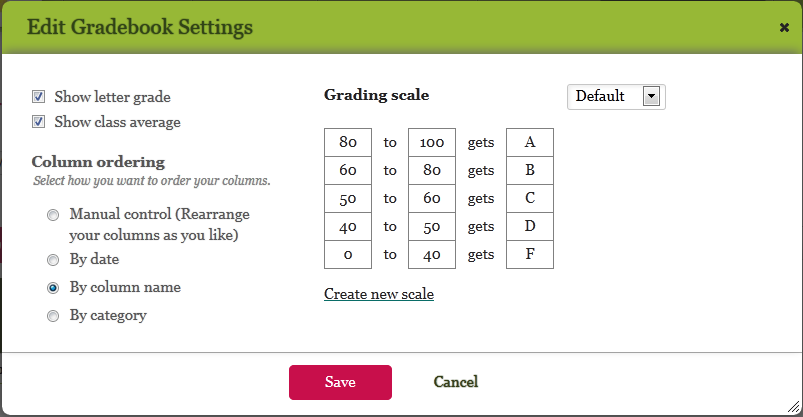 Edit Gradebook Settings
Show letter grade
Show class average
Column ordering
Select how you want to order your columns.
Manual control (Rearrange
your columns as you like)
By date
By column name
By category
Grading scale
Default
80 to 100 gets A
60 to 80 gets B
50 to 60 gets C
40 to 50 gets D
0 to 40 gets F
Create new scale
Save
Cancel